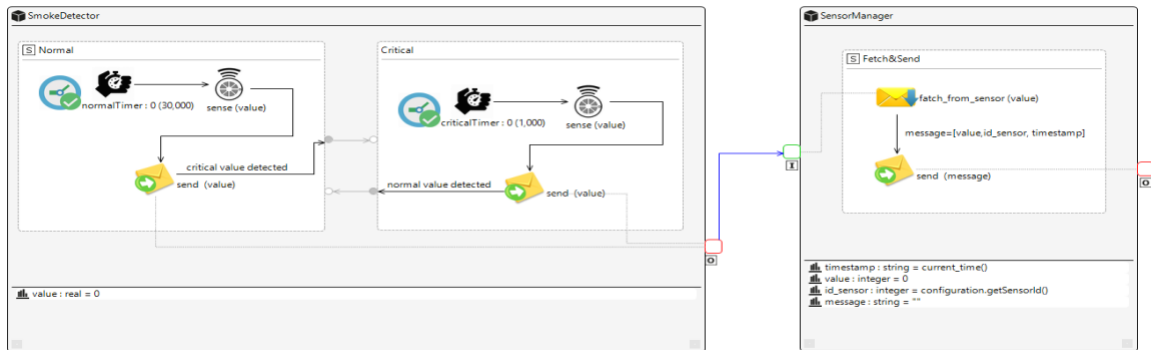 SmokeDetector
S Normal
normalTimer : 0 (30,000)
sense (value)
critical value detected
send (value)
Critical
criticalTimer : 0 (1,000)
sense (value)
normal value detected
send (value)
O
value : real = 0
SensorManager
S Fetch&Send
fatch_from_sensor (value)
message=[value,id_sensor, timestamp]
send (message)
I
O
timestamp : string = current_time()
value : integer = 0
id_sensor : integer = configuration.getSensorId()
message : string = ""